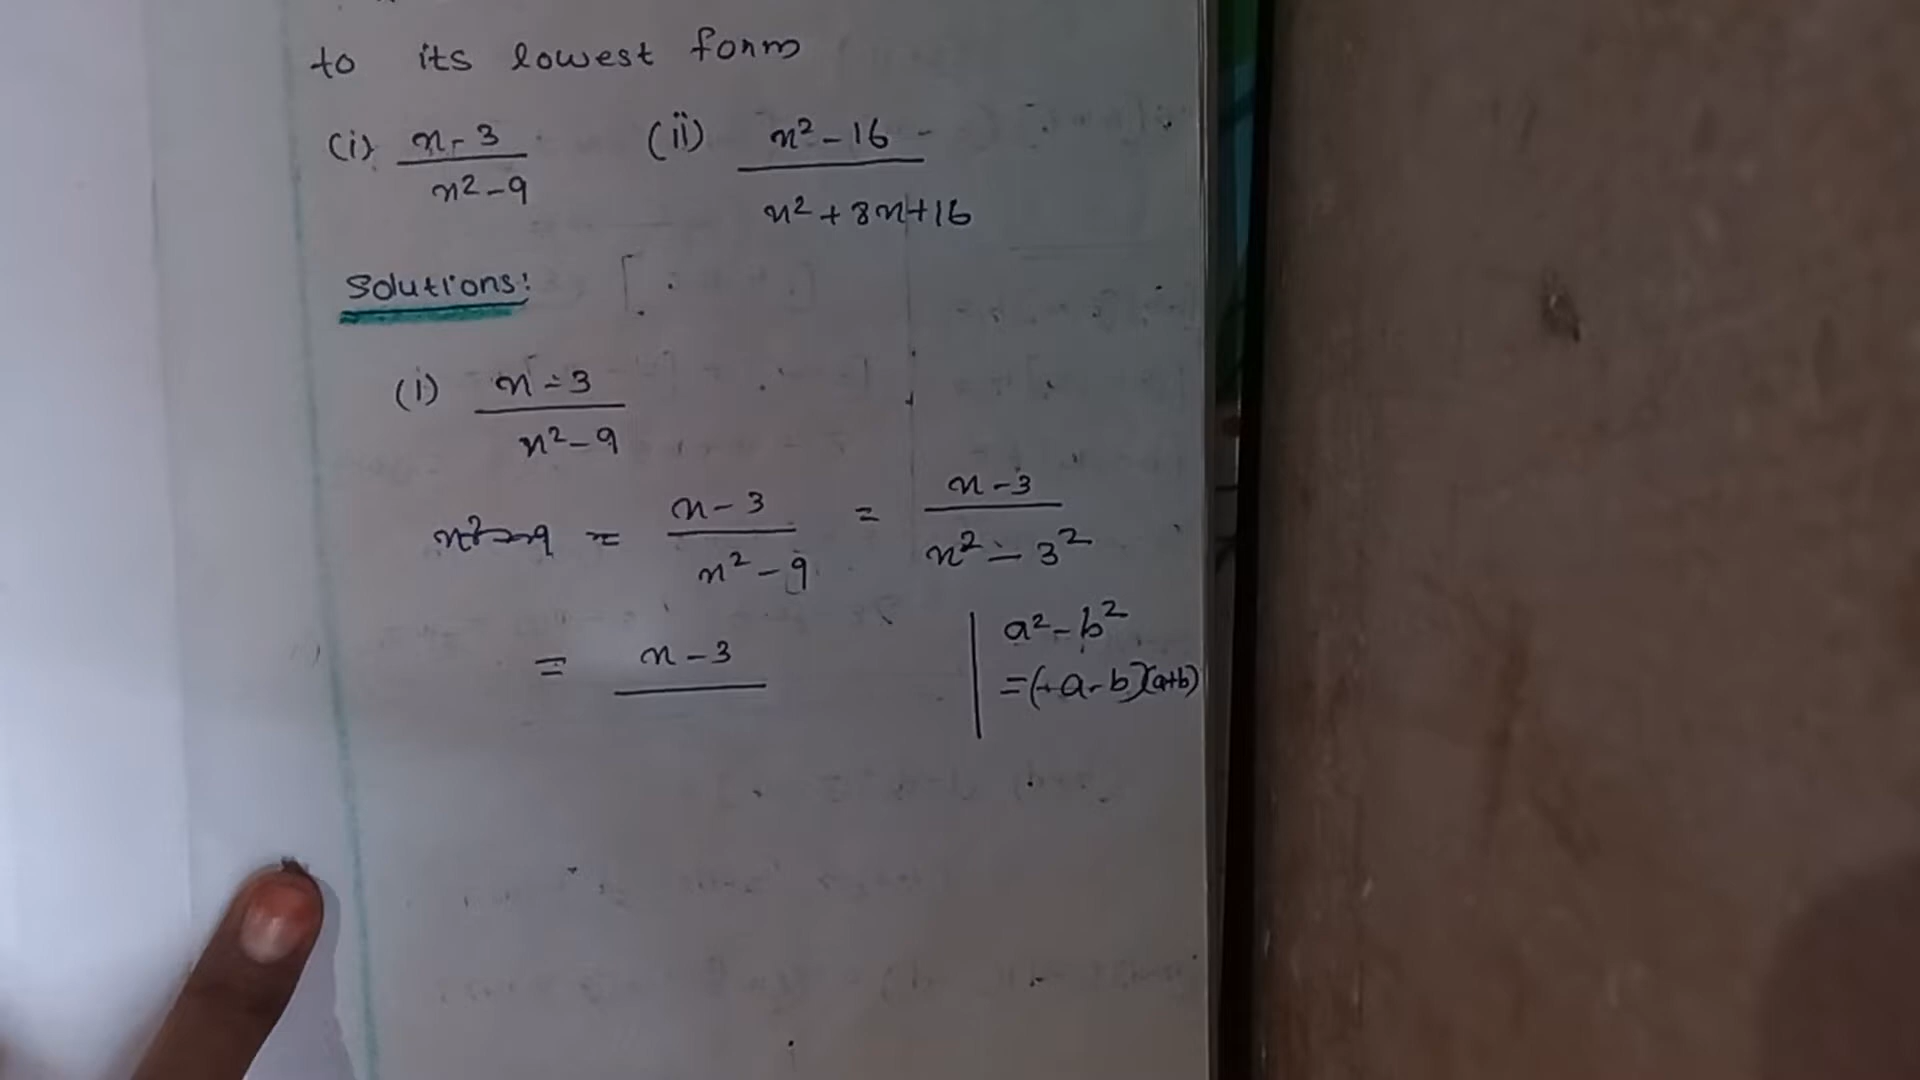 to its lowest form
(i) x-3/x²-9 (ii) x²-16/x²+8x+16
Solutions:
(i) x-3/x²-9
= x-3/x²-9 = x-3/x²-3²
= x-3
a²-b²
=(a-b)(a+b)